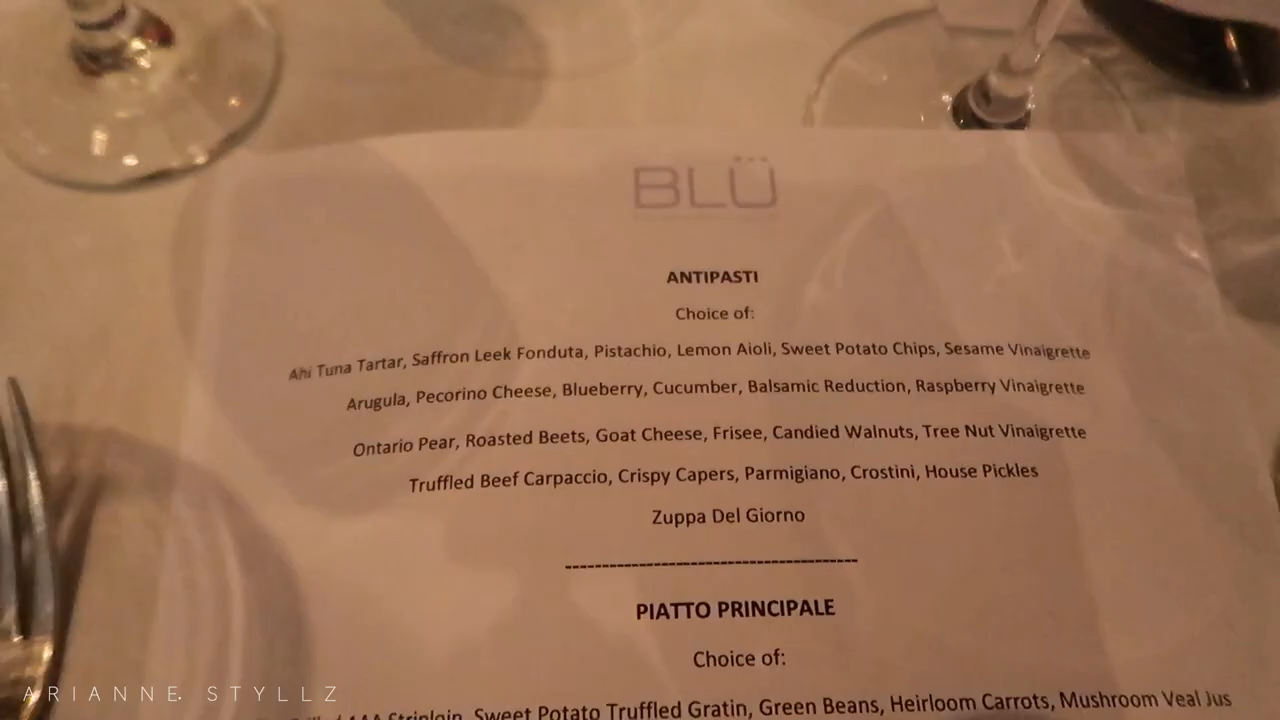 BLÜ
ANTIPASTI
Choice of:
Ahi Tuna Tartar, Saffron Leek Fonduta, Pistachio, Lemon Aioli, Sweet Potato Chips, Sesame Vinaigrette
Arugula, Pecorino Cheese, Blueberry, Cucumber, Balsamic Reduction, Raspberry Vinaigrette
Ontario Pear, Roasted Beets, Goat Cheese, Frisee, Candied Walnuts, Tree Nut Vinaigrette
Truffled Beef Carpaccio, Crispy Capers, Parmigiano, Crostini, House Pickles
Zuppa Del Giorno
----------------------------------------
PIATTO PRINCIPALE
Choice of:
AAA Striploin, Sweet Potato Truffled Gratin, Green Beans, Heirloom Carrots, Mushroom Veal Jus
ARIANNE STYLLZ